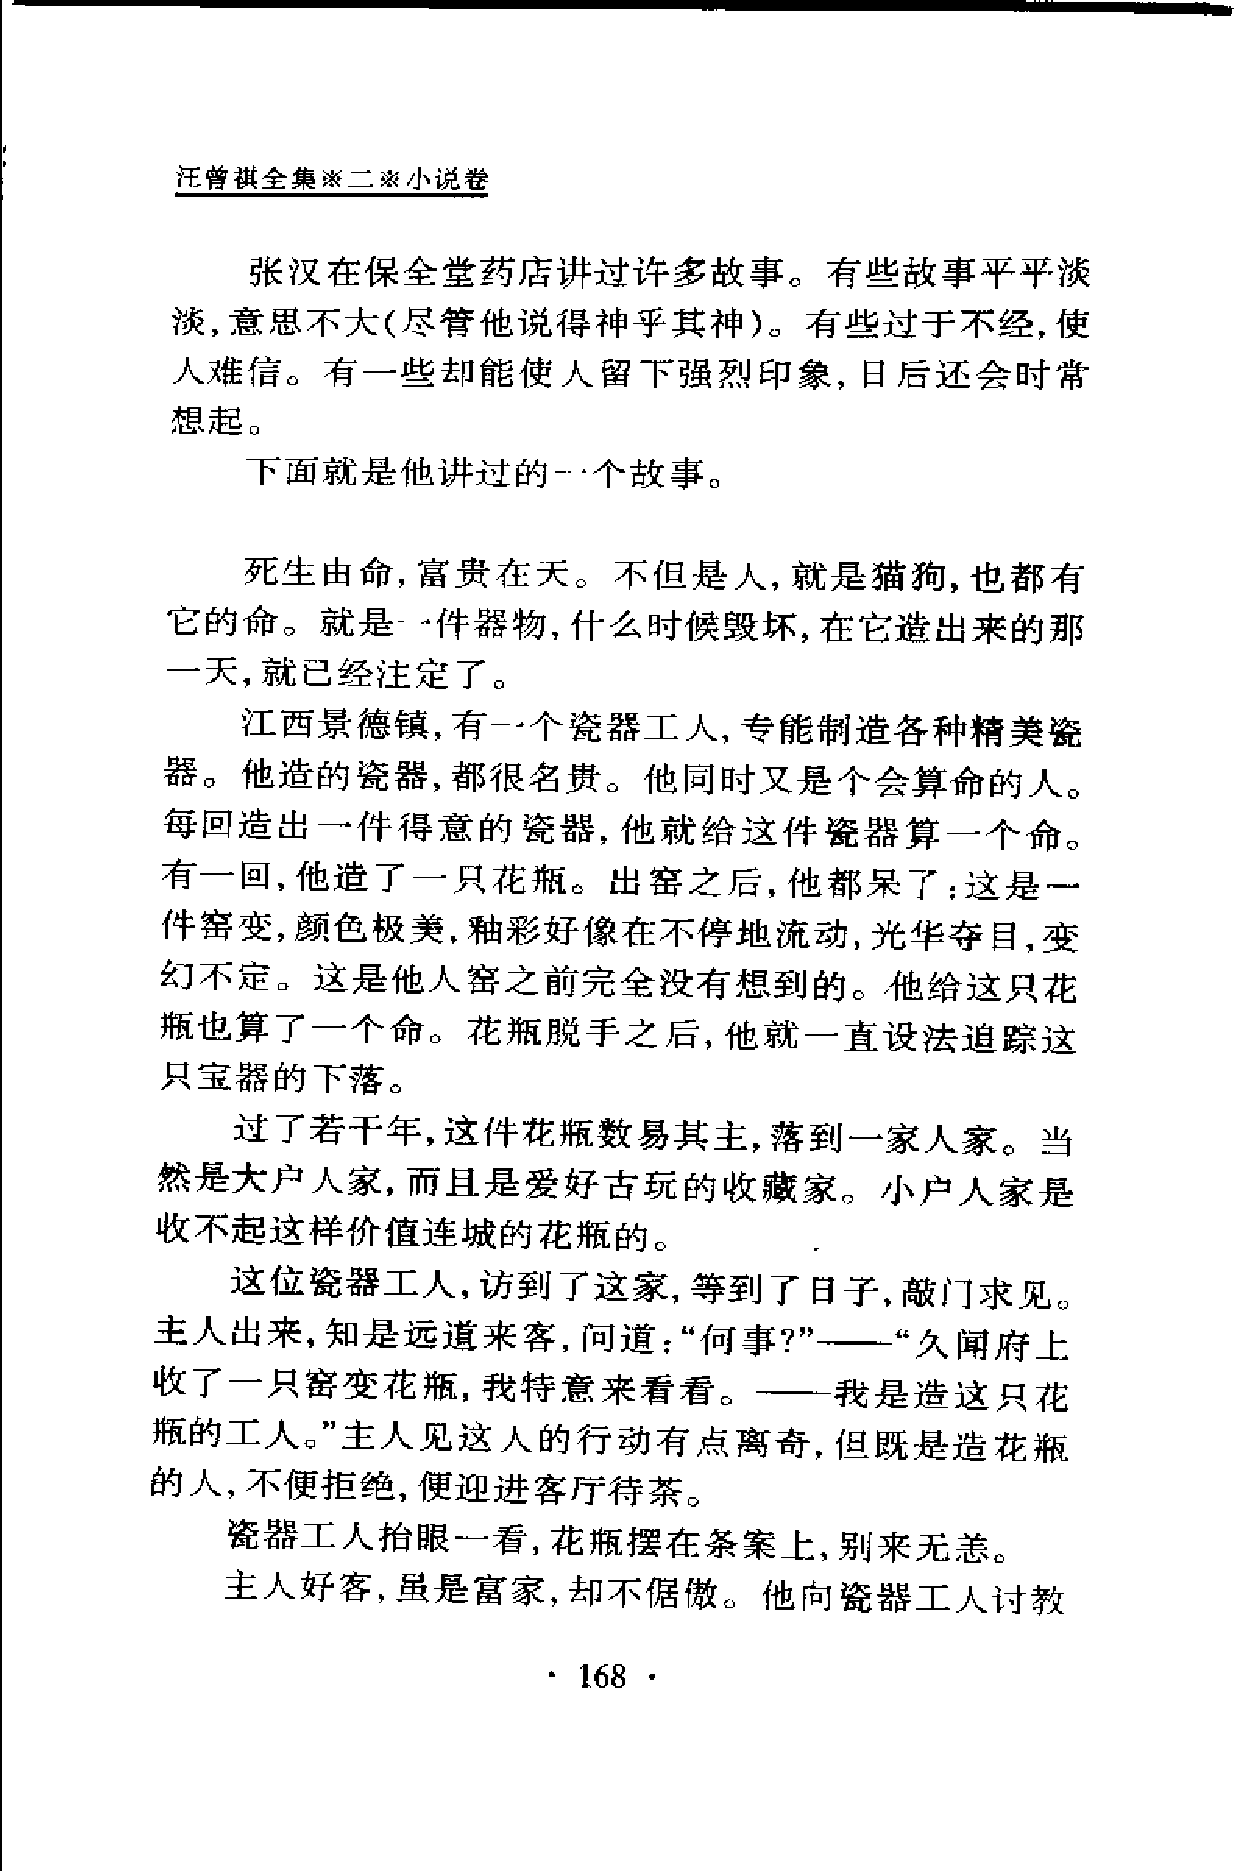 汪曾祺全集※二※小说卷
张汉在保全堂药店讲过许多故事。有些故事平平淡
淡,意思不大(尽管他说得神乎其神)。有些过于不经,使
人难信。有一些却能使人留下强烈印象,日后还会时常
想起。
下面就是他讲过的一个故事。
死生由命,富贵在天。不但是人,就是猫狗,也都有
它的命。就是一件器物,什么时候毁坏,在它造出来的那
一天,就已经注定了。
江西景德镇,有一个瓷器工人,专能制造各种精美瓷
器。他造的瓷器,都很名贵。他同时又是个会算命的人。
每回造出一件得意的瓷器,他就给这件瓷器算一个命。
有一回,他造了一只花瓶。出窑之后,他都呆了:这是一
件窑变,颜色极美,釉彩好像在不停地流动,光华夺目,变
幻不定。这是他人窑之前完全没有想到的。他给这只花
瓶也算了一个命。花瓶脱手之后,他就一直设法追踪这
只宝器的下落。
过了若干年,这件花瓶数易其主,落到一家人家。当
然是大户人家,而且是爱好古玩的收藏家。小户人家是
收不起这样价值连城的花瓶的。
这位瓷器工人,访到了这家,等到了日子,敲门求见。
主人出来,知是远道来客,问道:“何事?”——“久闻府上
收了一只窑变花瓶,我特意来看看。——我是造这只花
瓶的工人。”主人见这人的行动有点离奇,但既是造花瓶
的人,不便拒绝,便迎进客厅待茶。
瓷器工人抬眼一看,花瓶摆在条案上,别来无恙。
主人好客,虽是富家,却不倨傲。他向瓷器工人讨教
· 168 ·